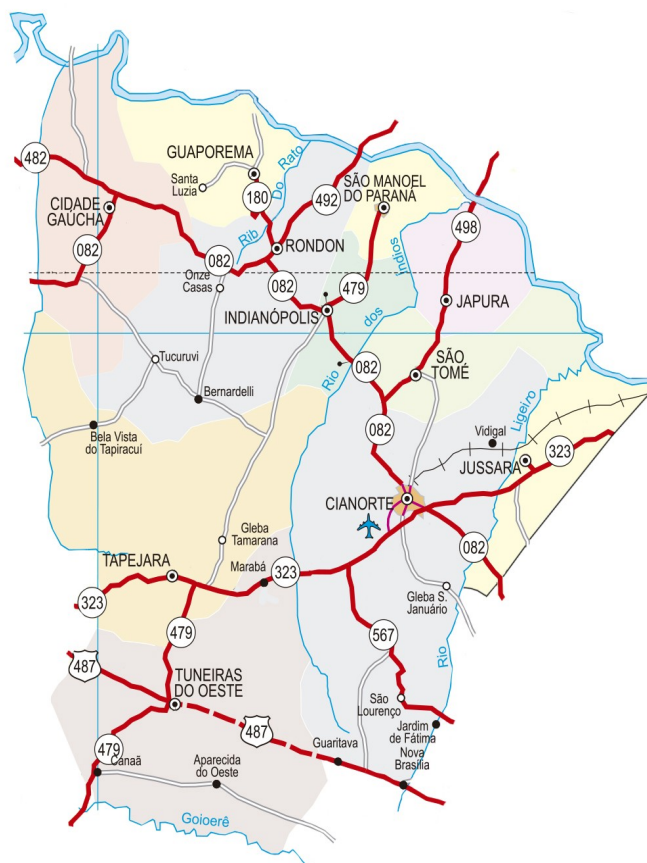 482
GUAPOREMA
Santa
Luzia
180
Rib
Do Rato
492
SÃO MANOEL
DO PARANÁ
CIDADE
GAÚCHA
498
082
082
Onze
Casas
RONDON
082
479
Índios
INDIANÓPOLIS
dos
JAPURA
Tucuruvi
Rio
082
SÃO
TOMÉ
Bernardelli
Bela Vista
do Tapiracuí
082
Ligeiro
Vidigal
JUSSARA
323
CIANORTE
Gleba
Tamarana
082
TAPEJARA
Marabá
323
323
Gleba S.
Januário
479
567
Rio
487
TUNEIRAS
DO OESTE
São
Lourenço
487
Jardim
de Fátima
479
Canaã
Aparecida
do Oeste
Guaritava
Nova
Brasília
Goioerê